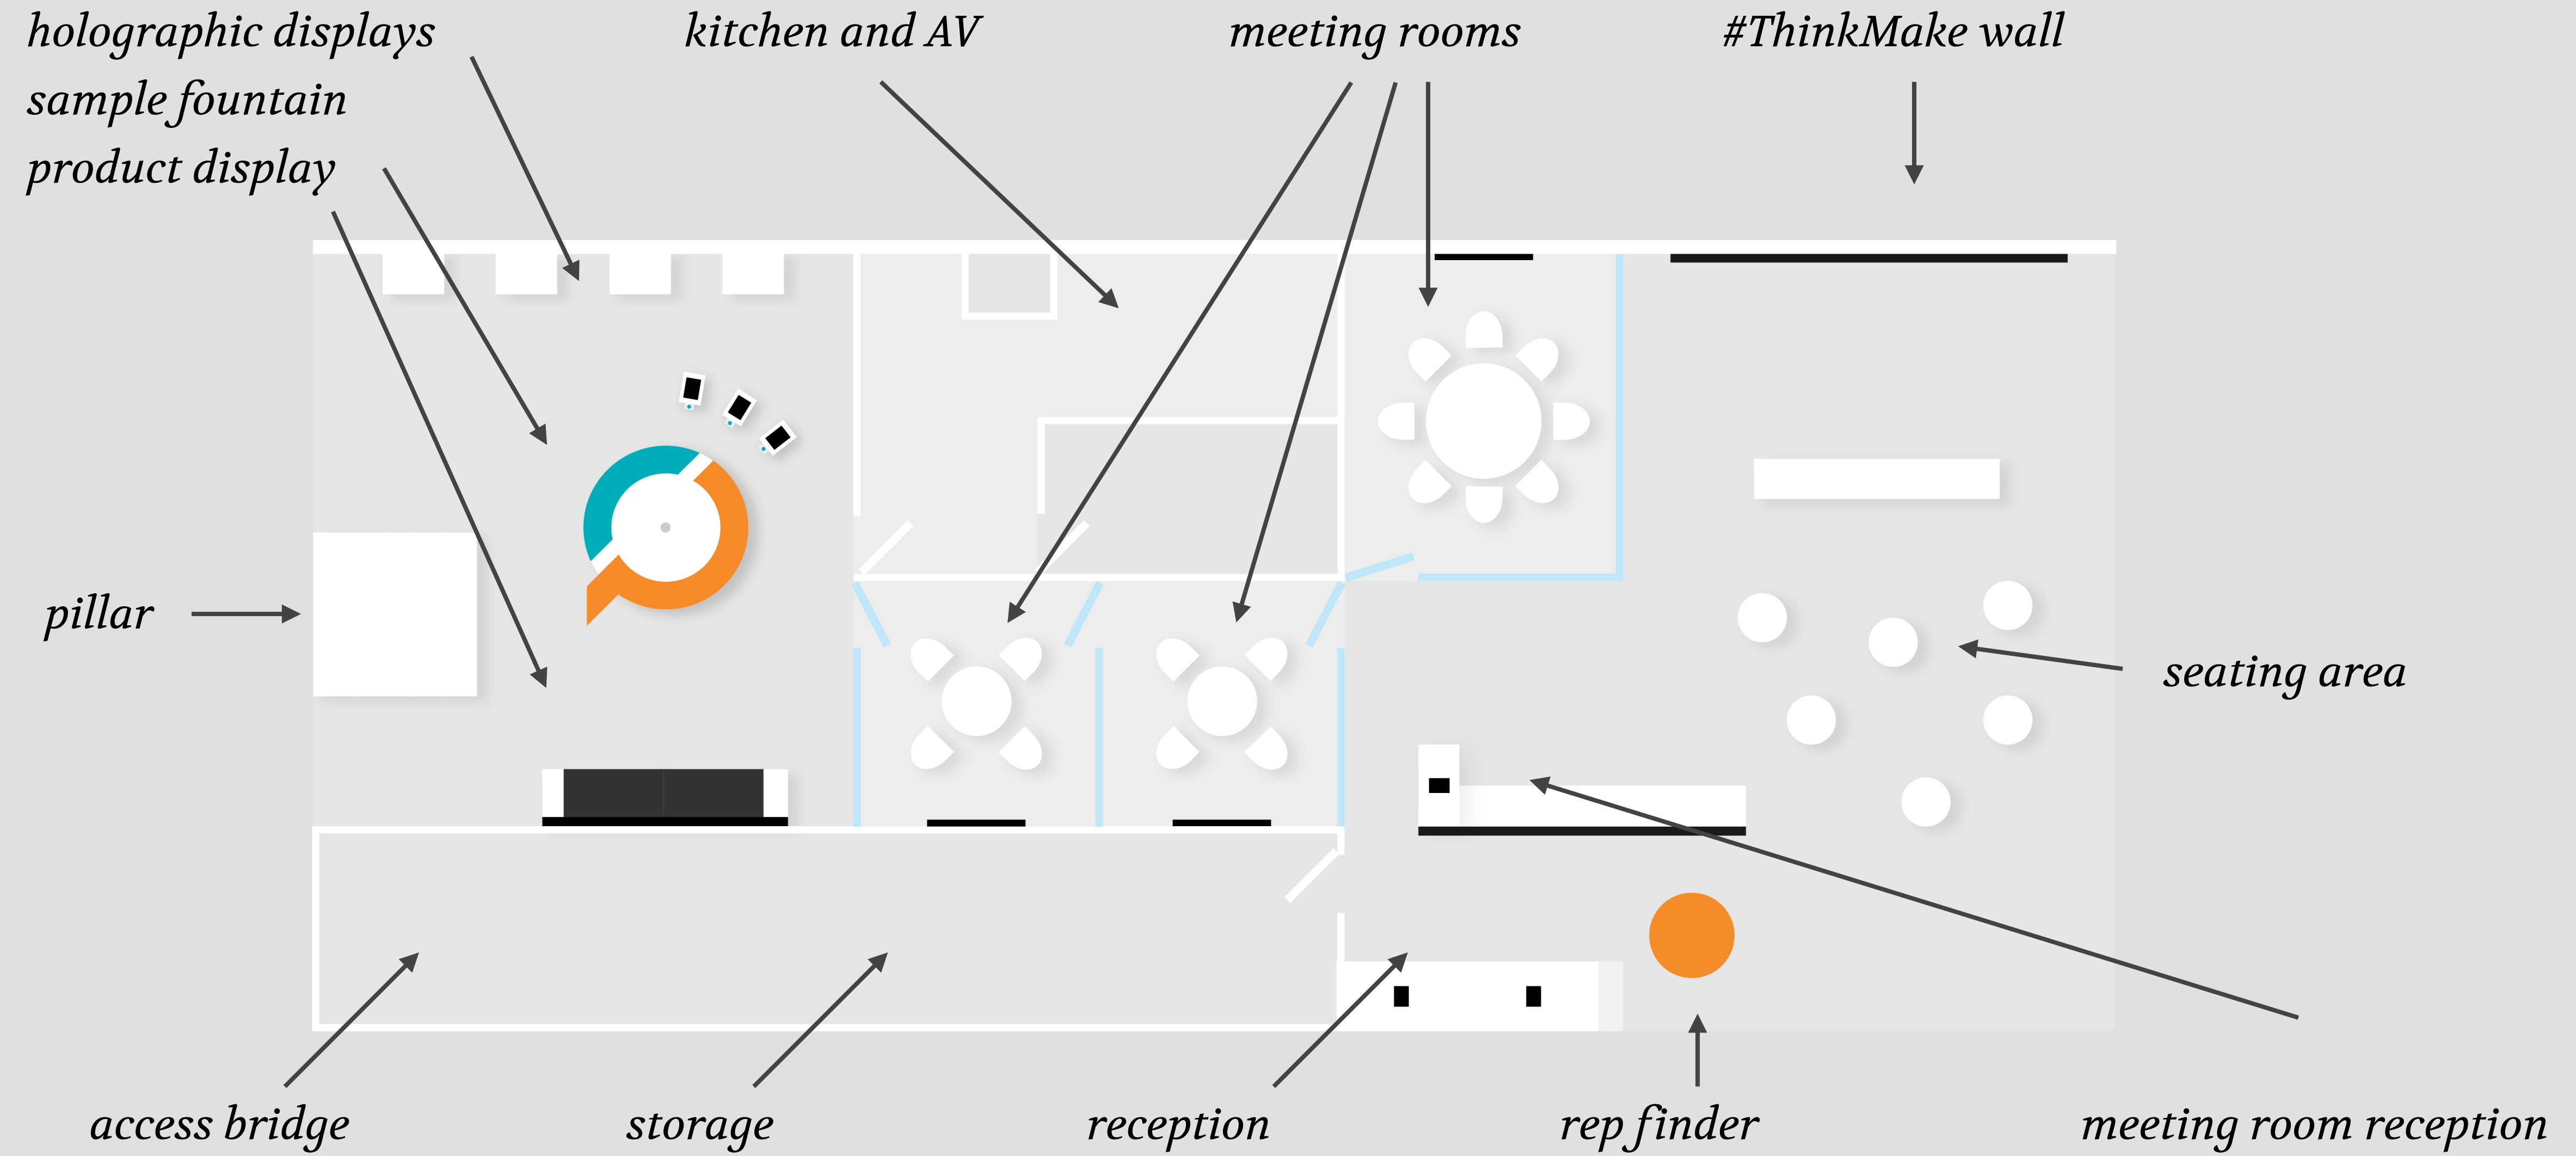 holographic displays
sample fountain
product display
kitchen and AV
meeting rooms
#ThinkMake wall
pillar
seating area
access bridge
storage
reception
rep finder
meeting room reception